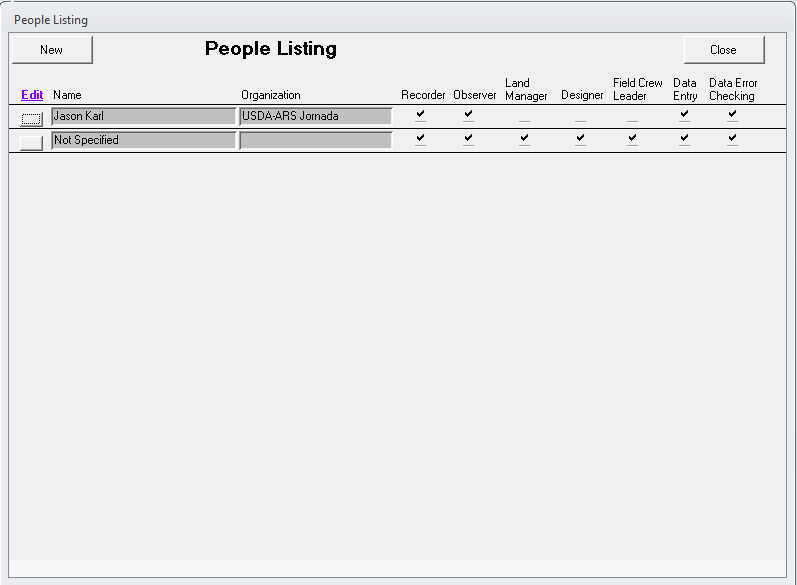 People Listing
New People Listing Close
Edit Name Organization Recorder Observer Land Manager Designer Field Crew Leader Data Entry Data Error Checking
Jason Karl USDA-ARS Jornada
Not Specified